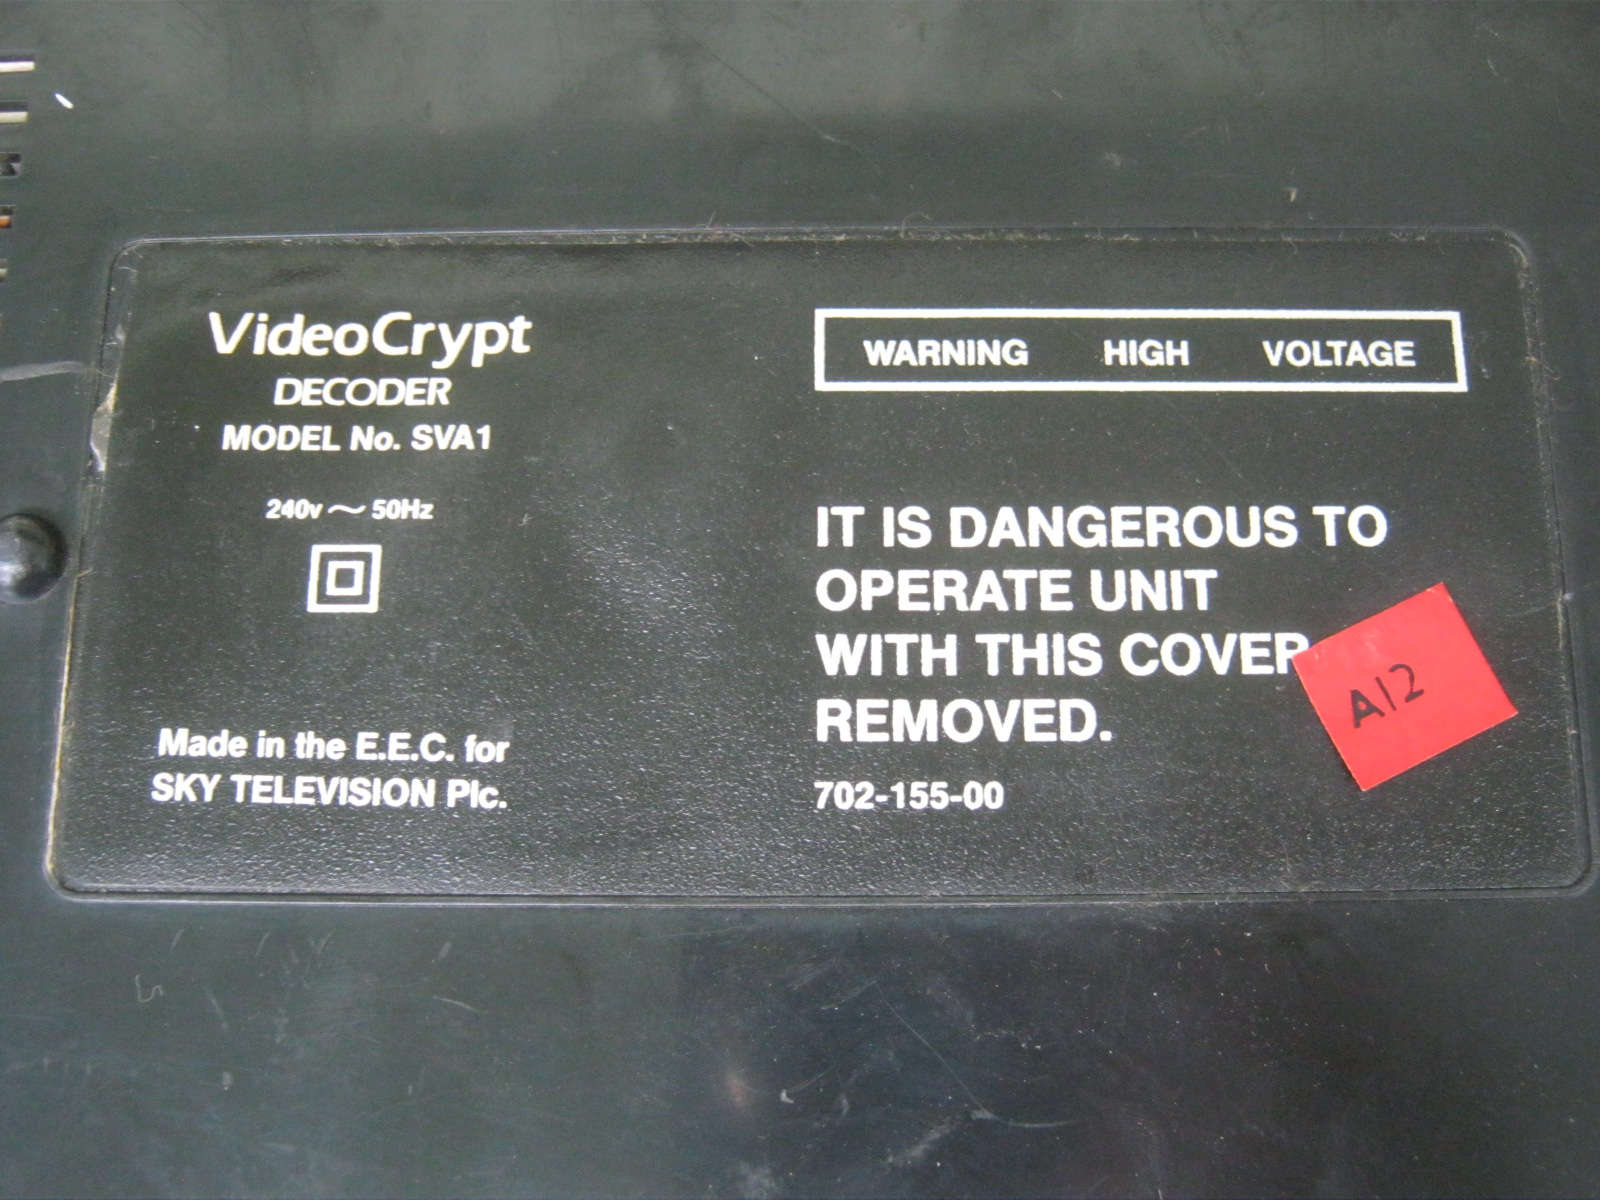 VideoCrypt
DECODER
MODEL No. SVA1
240v ~ 50Hz
Made in the E.E.C. for
SKY TELEVISION Plc.
WARNING HIGH VOLTAGE
IT IS DANGEROUS TO
OPERATE UNIT
WITH THIS COVER
REMOVED.
702-155-00
A12